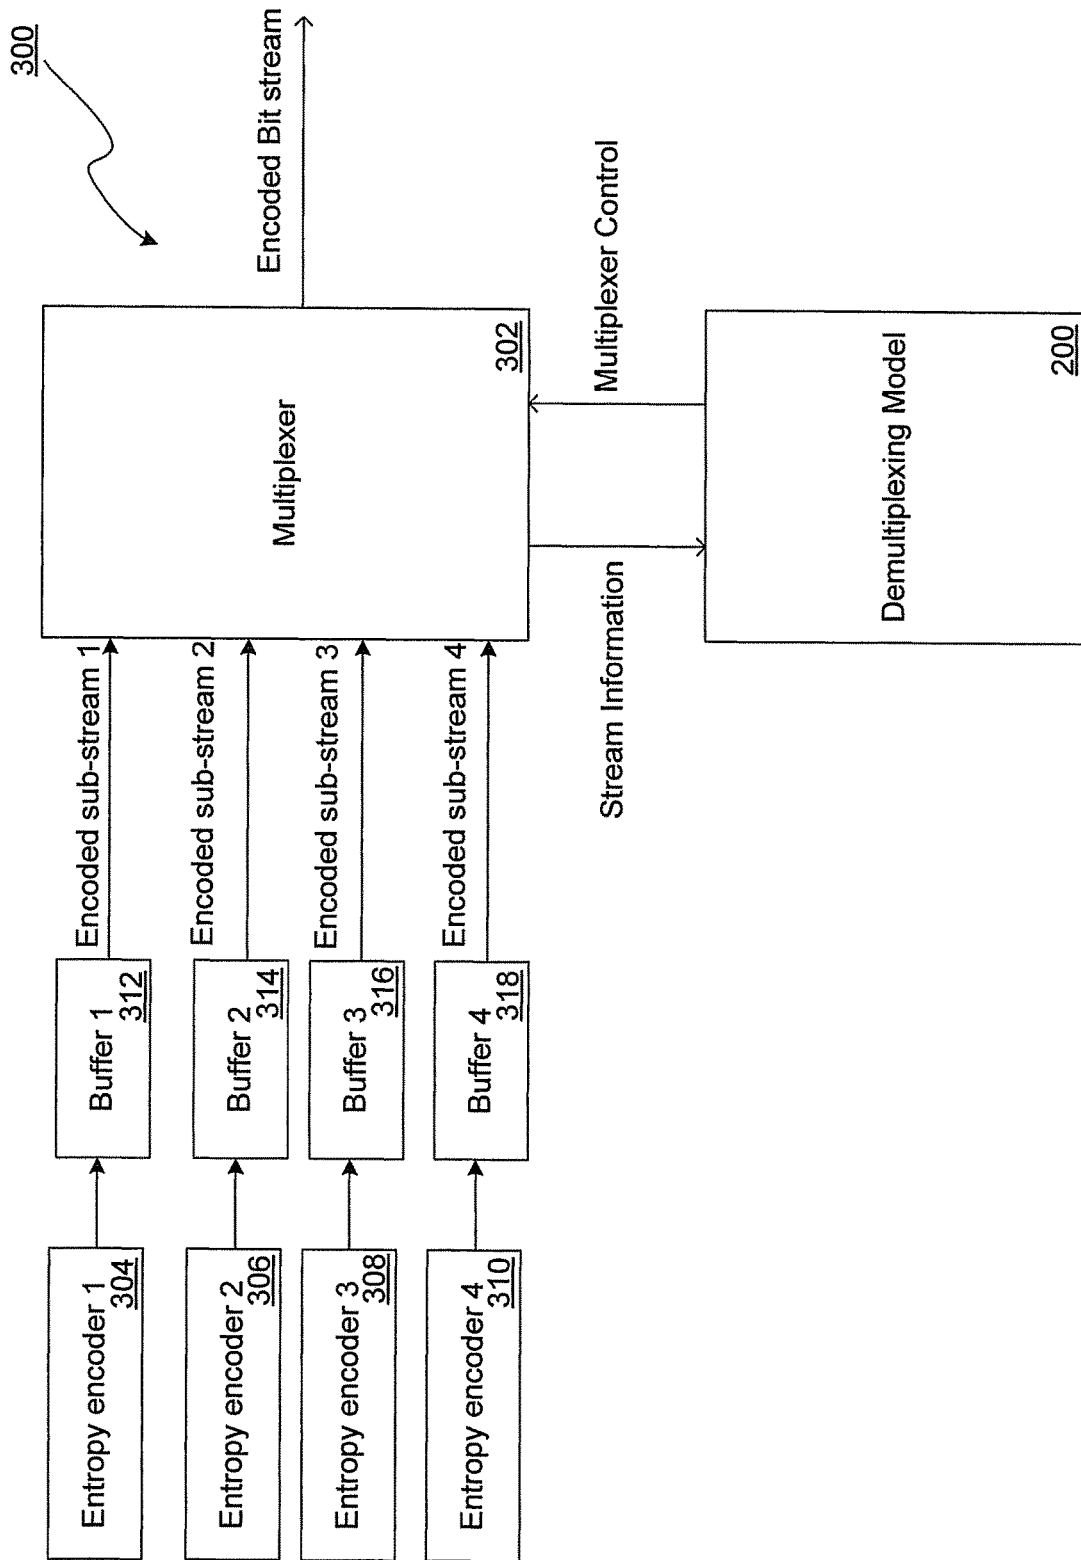 300
Entropy encoder 1
304
Buffer 1
312
Encoded sub-stream 1
Entropy encoder 2
306
Buffer 2
314
Encoded sub-stream 2
Entropy encoder 3
308
Buffer 3
316
Encoded sub-stream 3
Entropy encoder 4
310
Buffer 4
318
Encoded sub-stream 4
Multiplexer
302
Encoded Bit stream
Stream Information
Multiplexer Control
Demultiplexing Model
200